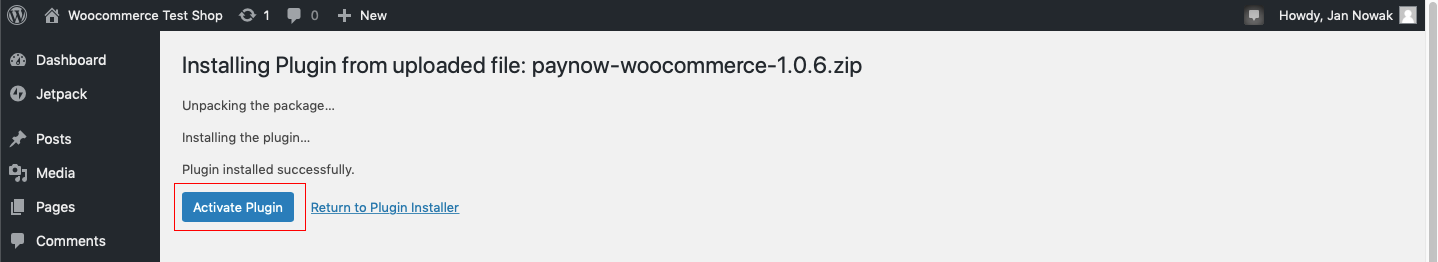 Woocommerce Test Shop 1 0 New Howdy, Jan Nowak
Dashboard
Jetpack
Posts
Media
Pages
Comments
Installing Plugin from uploaded file: paynow-woocommerce-1.0.6.zip
Unpacking the package...
Installing the plugin...
Plugin installed successfully.
Activate Plugin Return to Plugin Installer